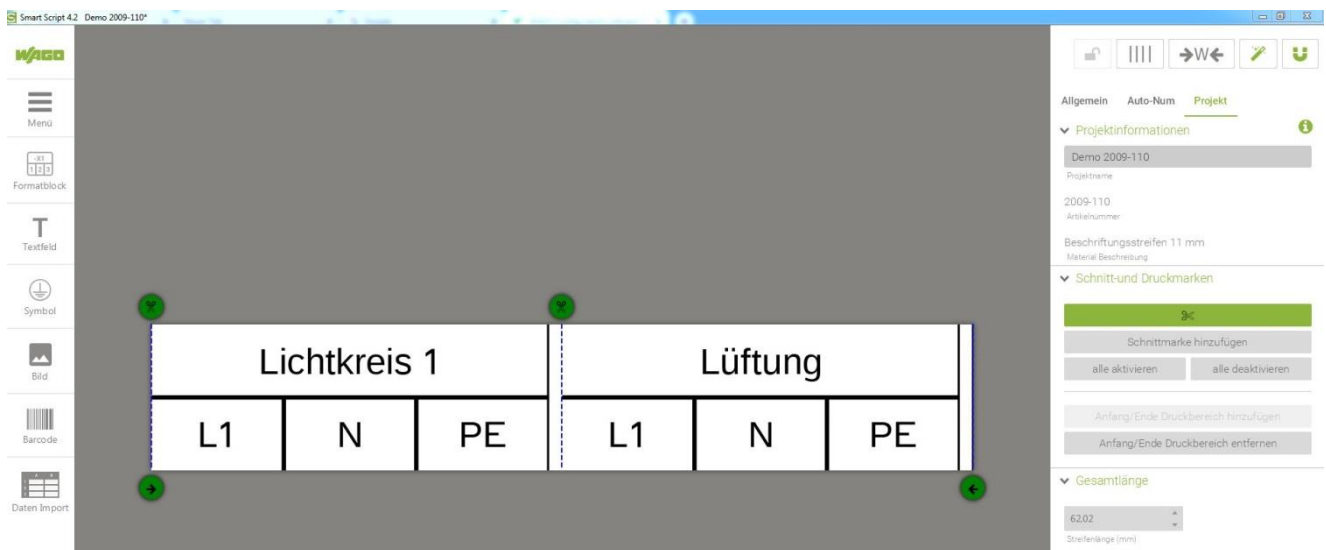 Smart Script 4.2 Demo 2009-110*
WAGO
Menü
-X1
1 2 3
Formatblock
T
Textfeld
Symbol
Bild
Barcode
Daten Import
Lichtkreis 1
Lüftung
L1 N PE L1 N PE
→W←
Allgemein Auto-Num Projekt
Projektinformationen
Demo 2009-110
Projektname
2009-110
Artikelnummer
Beschriftungsstreifen 11 mm
Material Beschreibung
Schnitt-und Druckmarken
Schnittmarke hinzufügen
alle aktivieren alle deaktivieren
Anfang/Ende Druckbereich hinzufügen
Anfang/Ende Druckbereich entfernen
Gesamtlänge
62,02
Streifenlänge (mm)